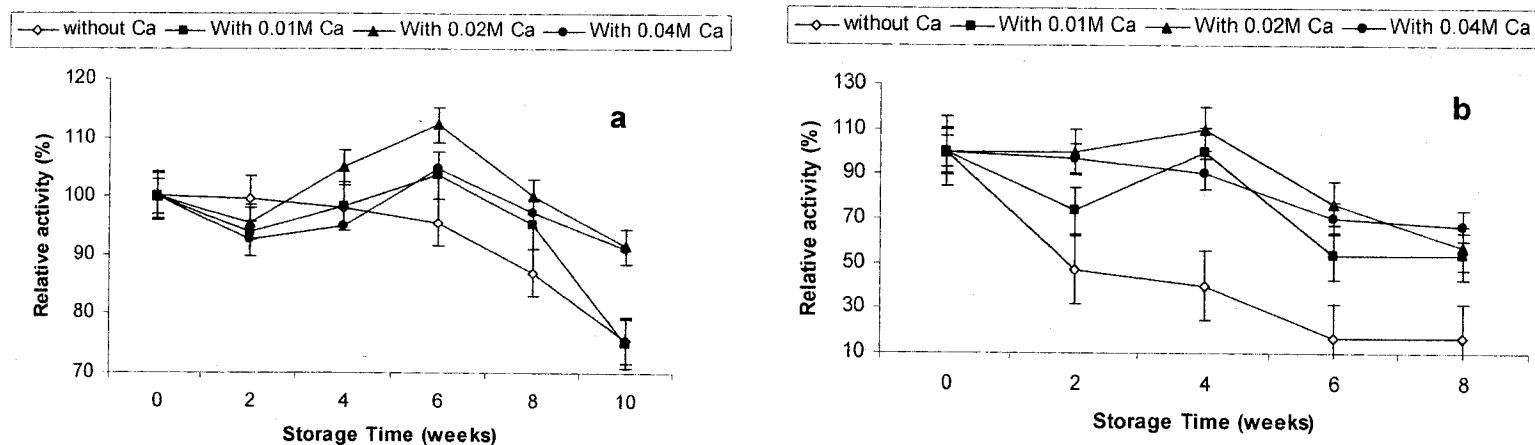 without Ca With 0.01M Ca With 0.02M Ca With 0.04M Ca
a
Relative activity (%)
120
110
100
90
80
70
0 2 4 6 8 10
Storage Time (weeks)
without Ca With 0.01M Ca With 0.02M Ca With 0.04M Ca
b
Relative activity (%)
130
110
90
70
50
30
10
0 2 4 6 8
Storage Time (weeks)